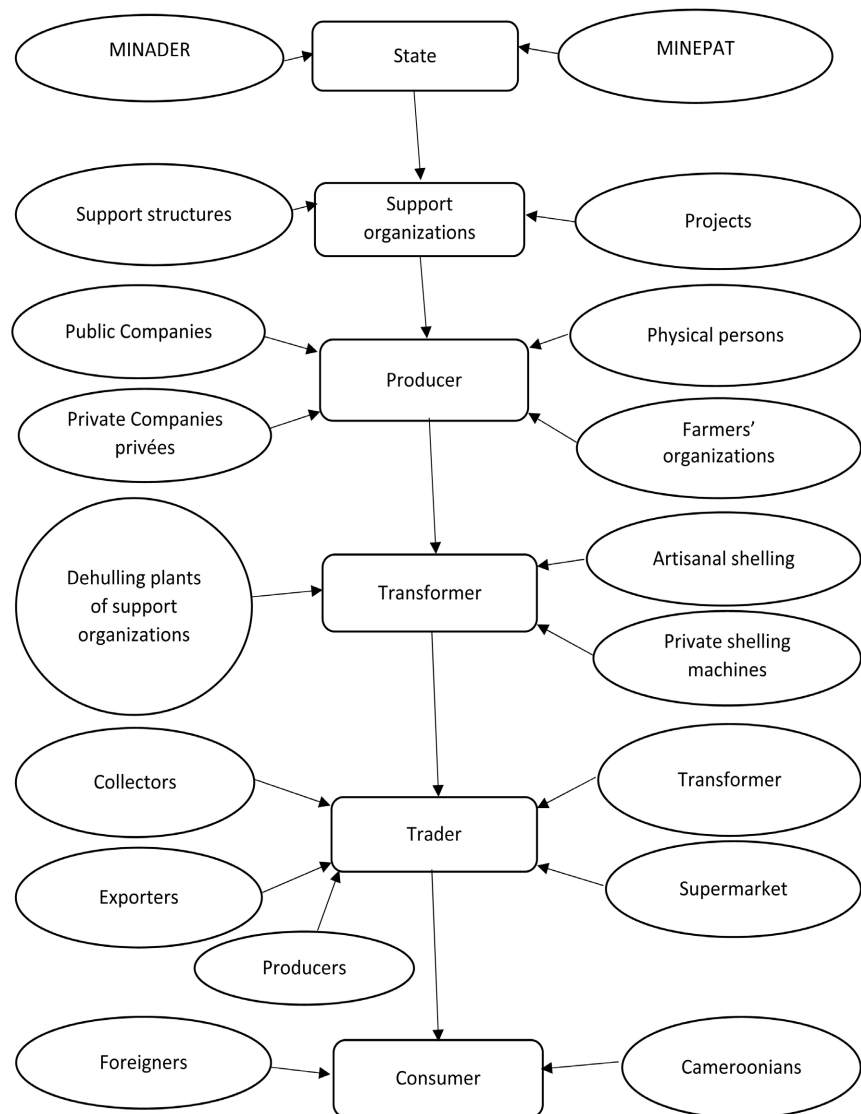 MINADER
State
MINEPAT
Support structures
Support
organizations
Projects
Public Companies
Physical persons
Producer
Private Companies
privées
Farmers’
organizations
Dehulling plants
of support
organizations
Transformer
Artisanal shelling
Private shelling
machines
Collectors
Transformer
Trader
Exporters
Supermarket
Producers
Foreigners
Consumer
Cameroonians